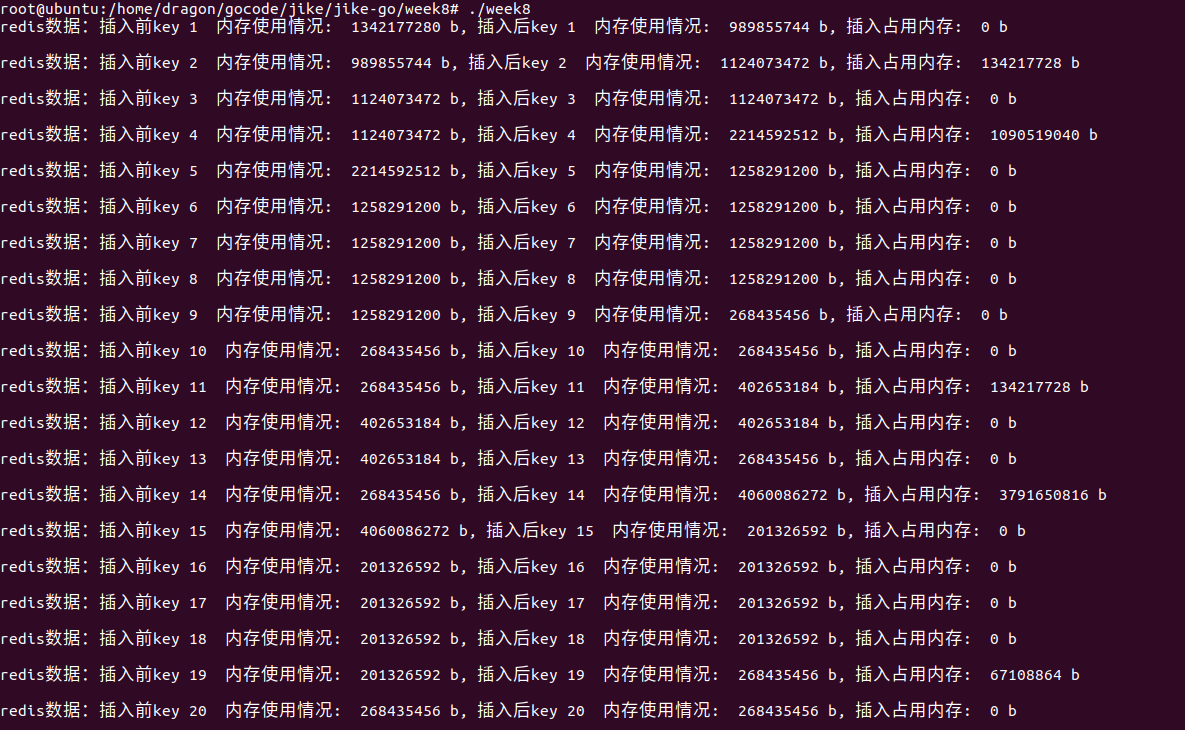 root@ubuntu:/home/dragon/gocode/jike/jike-go/week8# ./week8
redis数据: 插入前key 1  内存使用情况:  1342177280 b, 插入后key 1  内存使用情况:  989855744 b, 插入占用内存:  0 b
redis数据: 插入前key 2  内存使用情况:  989855744 b, 插入后key 2  内存使用情况:  1124073472 b, 插入占用内存:  134217728 b
redis数据: 插入前key 3  内存使用情况:  1124073472 b, 插入后key 3  内存使用情况:  1124073472 b, 插入占用内存:  0 b
redis数据: 插入前key 4  内存使用情况:  1124073472 b, 插入后key 4  内存使用情况:  2214592512 b, 插入占用内存:  1090519040 b
redis数据: 插入前key 5  内存使用情况:  2214592512 b, 插入后key 5  内存使用情况:  1258291200 b, 插入占用内存:  0 b
redis数据: 插入前key 6  内存使用情况:  1258291200 b, 插入后key 6  内存使用情况:  1258291200 b, 插入占用内存:  0 b
redis数据: 插入前key 7  内存使用情况:  1258291200 b, 插入后key 7  内存使用情况:  1258291200 b, 插入占用内存:  0 b
redis数据: 插入前key 8  内存使用情况:  1258291200 b, 插入后key 8  内存使用情况:  1258291200 b, 插入占用内存:  0 b
redis数据: 插入前key 9  内存使用情况:  1258291200 b, 插入后key 9  内存使用情况:  268435456 b, 插入占用内存:  0 b
redis数据: 插入前key 10  内存使用情况:  268435456 b, 插入后key 10  内存使用情况:  268435456 b, 插入占用内存:  0 b
redis数据: 插入前key 11  内存使用情况:  268435456 b, 插入后key 11  内存使用情况:  402653184 b, 插入占用内存:  134217728 b
redis数据: 插入前key 12  内存使用情况:  402653184 b, 插入后key 12  内存使用情况:  402653184 b, 插入占用内存:  0 b
redis数据: 插入前key 13  内存使用情况:  402653184 b, 插入后key 13  内存使用情况:  268435456 b, 插入占用内存:  0 b
redis数据: 插入前key 14  内存使用情况:  268435456 b, 插入后key 14  内存使用情况:  4060086272 b, 插入占用内存:  3791650816 b
redis数据: 插入前key 15  内存使用情况:  4060086272 b, 插入后key 15  内存使用情况:  201326592 b, 插入占用内存:  0 b
redis数据: 插入前key 16  内存使用情况:  201326592 b, 插入后key 16  内存使用情况:  201326592 b, 插入占用内存:  0 b
redis数据: 插入前key 17  内存使用情况:  201326592 b, 插入后key 17  内存使用情况:  201326592 b, 插入占用内存:  0 b
redis数据: 插入前key 18  内存使用情况:  201326592 b, 插入后key 18  内存使用情况:  201326592 b, 插入占用内存:  0 b
redis数据: 插入前key 19  内存使用情况:  201326592 b, 插入后key 19  内存使用情况:  268435456 b, 插入占用内存:  67108864 b
redis数据: 插入前key 20  内存使用情况:  268435456 b, 插入后key 20  内存使用情况:  268435456 b, 插入占用内存:  0 b